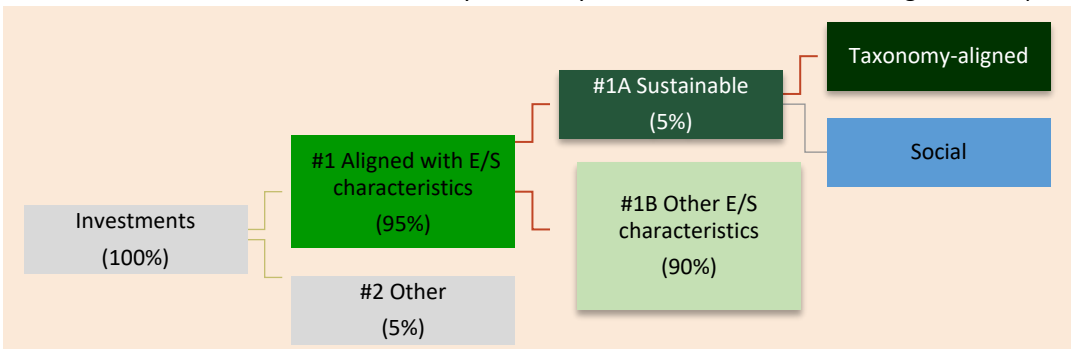 Taxonomy-aligned
#1A Sustainable
(5%)
Social
#1 Aligned with E/S
characteristics
(95%)
#1B Other E/S
characteristics
(90%)
Investments
(100%)
#2 Other
(5%)